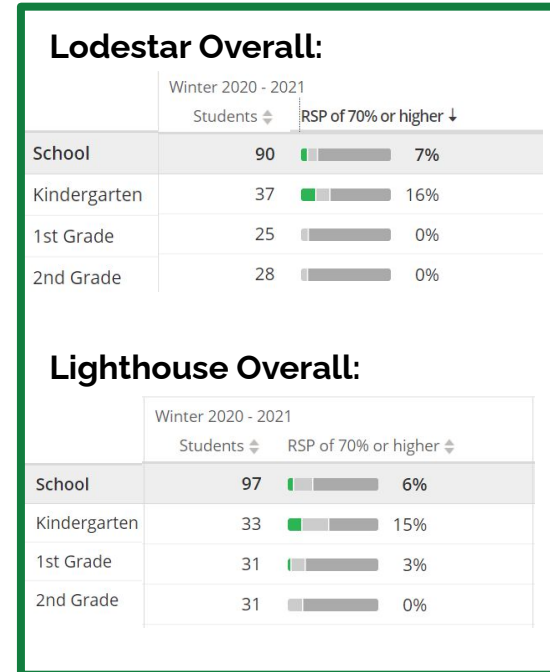 Lodestar Overall:
Winter 2020 - 2021
Students RSP of 70% or higher ↓
School 90 7%
Kindergarten 37 16%
1st Grade 25 0%
2nd Grade 28 0%
Lighthouse Overall:
Winter 2020 - 2021
Students RSP of 70% or higher
School 97 6%
Kindergarten 33 15%
1st Grade 31 3%
2nd Grade 31 0%